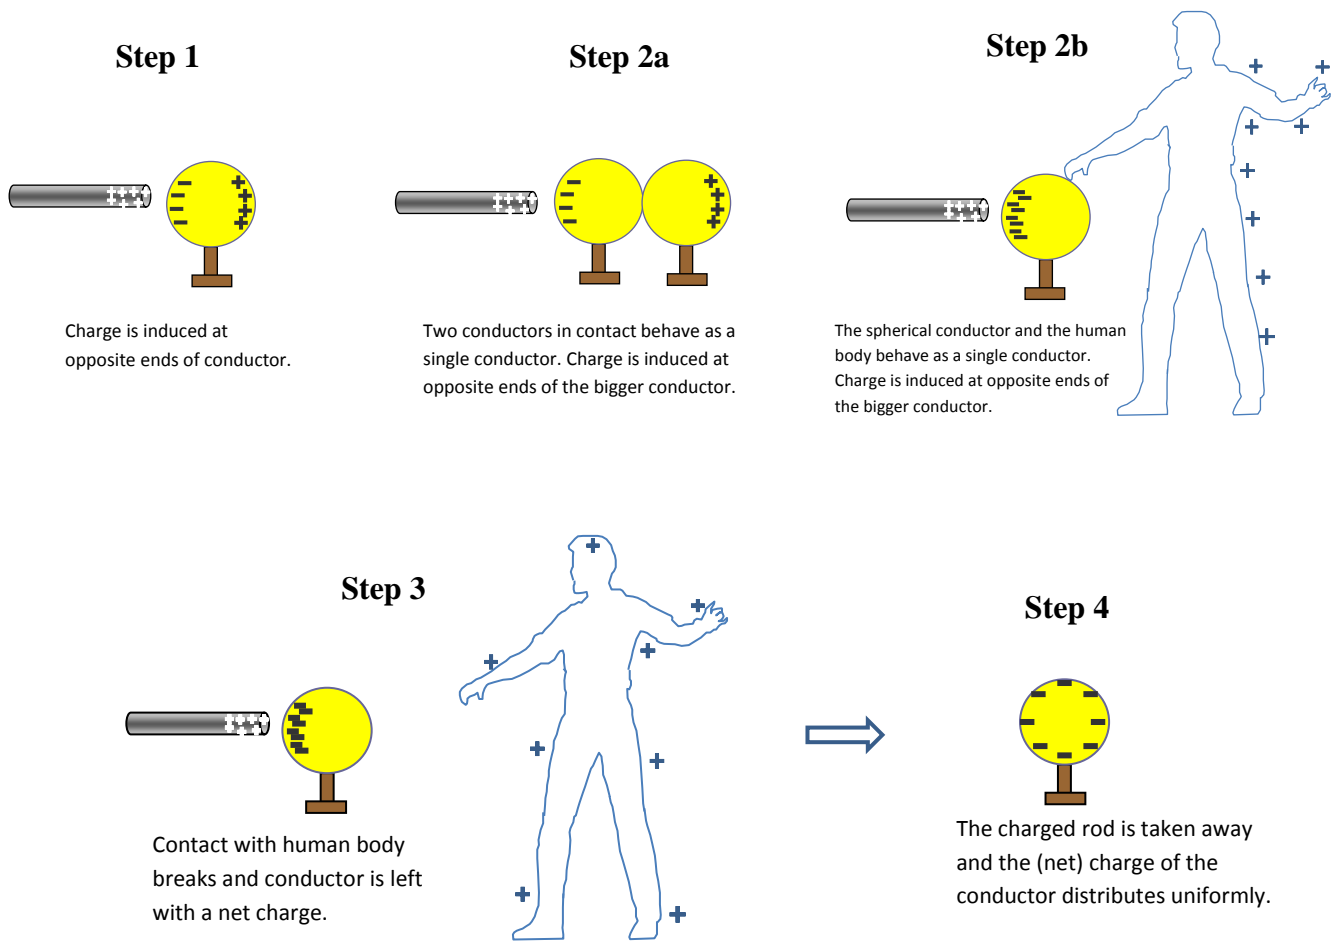 Step 1
Charge is induced at
opposite ends of conductor.
Step 2a
Two conductors in contact behave as a
single conductor. Charge is induced at
opposite ends of the bigger conductor.
Step 2b
The spherical conductor and the human
body behave as a single conductor.
Charge is induced at opposite ends of
the bigger conductor.
Step 3
Contact with human body
breaks and conductor is left
with a net charge.
Step 4
The charged rod is taken away
and the (net) charge of the
conductor distributes uniformly.